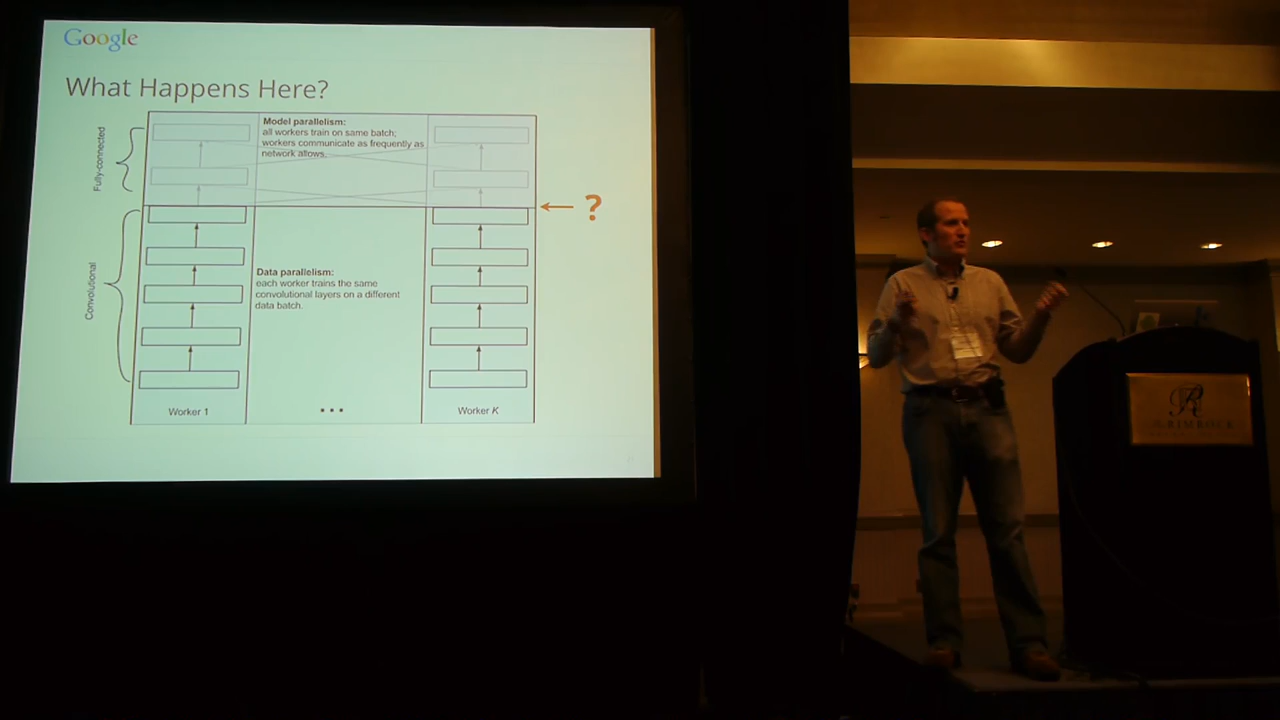 Google
What Happens Here?
Fully-connected
Model parallelism:
all workers train on same batch;
workers communicate as frequently as
network allows.
?
Convolutional
Data parallelism:
each worker trains the same
convolutional layers on a different
data batch.
Worker 1
...
Worker K
R
RIMROCK